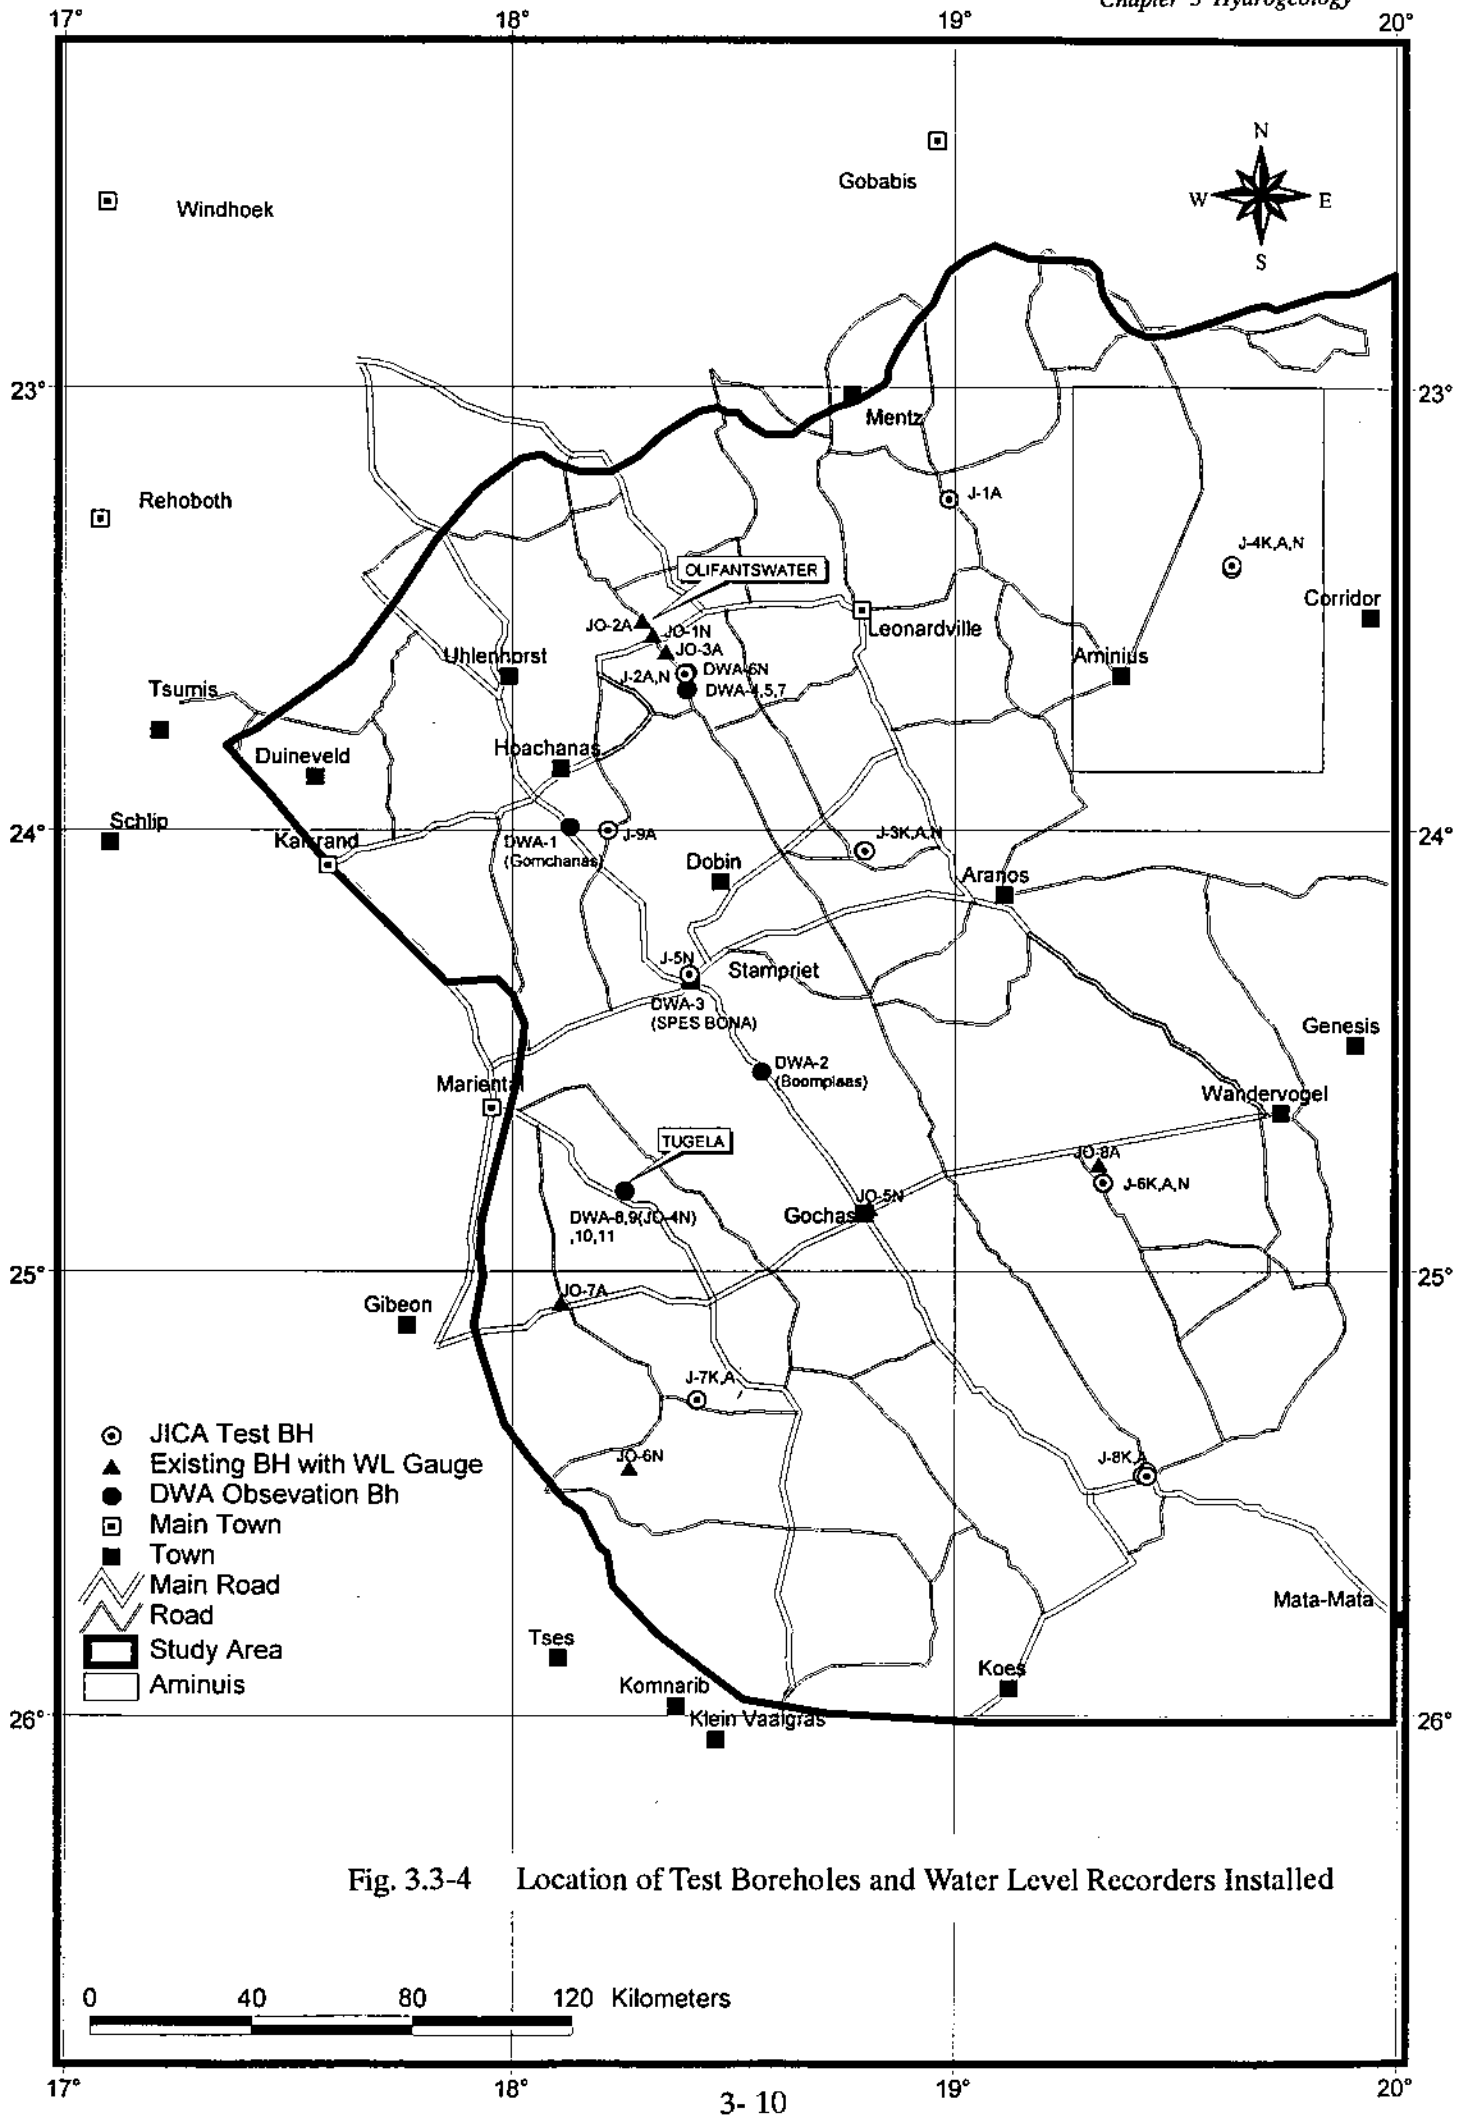 Chapter 3 Hydrogeology
17° 18° 19° 20°
N
W E
S
Gobabis
Windhoek
23° 23°
Mentz
Rehoboth
J-1A
J-4K,A,N
OLIFANTSWATER
Corridor
JO-2A JO-1N
Leonardville
JO-3A
Uhlenhorst
Aminius
J-2A,N DWA-6N
DWA-4,5,7
Tsumis
Hoachanas
Duineveld
Schlip
24° 24°
Kalkrand
DWA-1
(Gomchanas)
J-9A
J-3K,A,N
Dobin
Aranos
J-5N
Stampriet
DWA-3
(SPES BONA)
Genesis
DWA-2
(Boomplaas)
Mariental
Wandervogel
TUGELA
JO-8A
J-6K,A,N
JO-5N
Gochas
DWA-8,9(JO-4N)
,10,11
25° 25°
JO-7A
Gibeon
J-7K,A
JO-6N
J-8K,A
JICA Test BH
Existing BH with WL Gauge
DWA Obsevation Bh
Main Town
Town
Main Road
Road
Study Area
Aminuis
Mata-Mata
Tses
Koes
Komnarib
Klein Vaalgras
26° 26°
Fig. 3.3-4 Location of Test Boreholes and Water Level Recorders Installed
0 40 80 120 Kilometers
17° 18° 19° 20°
3- 10